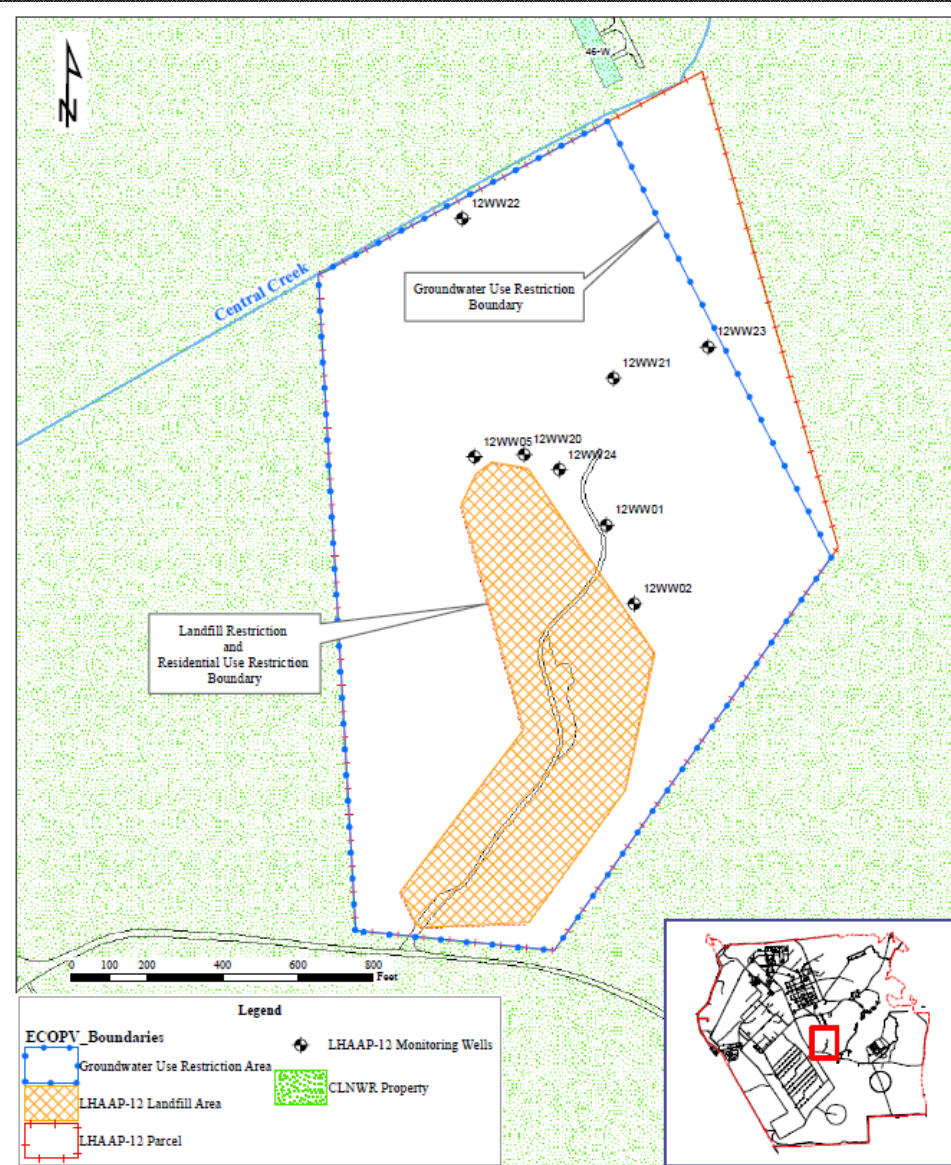 46-W
N
12WW22
Central Creek
Groundwater Use Restriction
Boundary
12WW23
12WW21
12WW05
12WW20
12WW24
12WW01
12WW02
Landfill Restriction
and
Residential Use Restriction
Boundary
0 100 200 400 600 800
Feet
Legend
ECOPV_Boundaries
Groundwater Use Restriction Area
LHAAP-12 Landfill Area
LHAAP-12 Parcel
LHAAP-12 Monitoring Wells
CLNWR Property